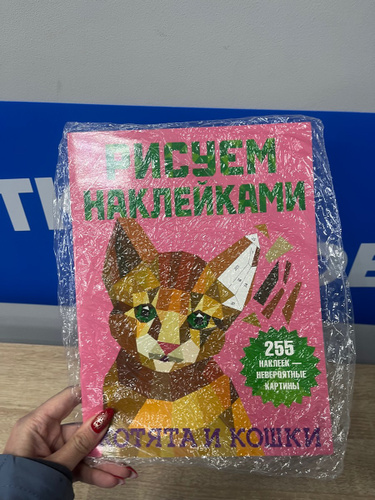 РИСУЕМ
НАКЛЕЙКАМИ
255
НАКЛЕЕК —
НЕВЕРОЯТНЫЕ
КАРТИНЫ
КОТЯТА И КОШКИ